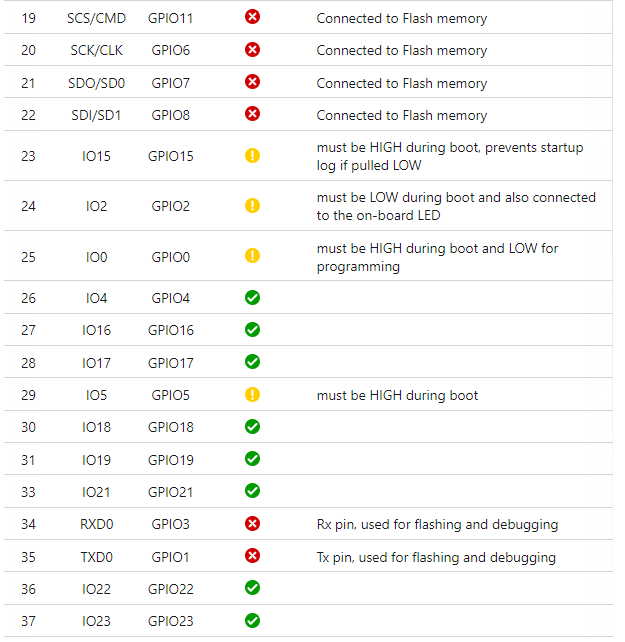 19 SCS/CMD GPIO11 Connected to Flash memory
20 SCK/CLK GPIO6 Connected to Flash memory
21 SDO/SD0 GPIO7 Connected to Flash memory
22 SDI/SD1 GPIO8 Connected to Flash memory
23 IO15 GPIO15 must be HIGH during boot, prevents startup
log if pulled LOW
24 IO2 GPIO2 must be LOW during boot and also connected
to the on-board LED
25 IO0 GPIO0 must be HIGH during boot and LOW for
programming
26 IO4 GPIO4
27 IO16 GPIO16
28 IO17 GPIO17
29 IO5 GPIO5 must be HIGH during boot
30 IO18 GPIO18
31 IO19 GPIO19
33 IO21 GPIO21
34 RXD0 GPIO3 Rx pin, used for flashing and debugging
35 TXD0 GPIO1 Tx pin, used for flashing and debugging
36 IO22 GPIO22
37 IO23 GPIO23